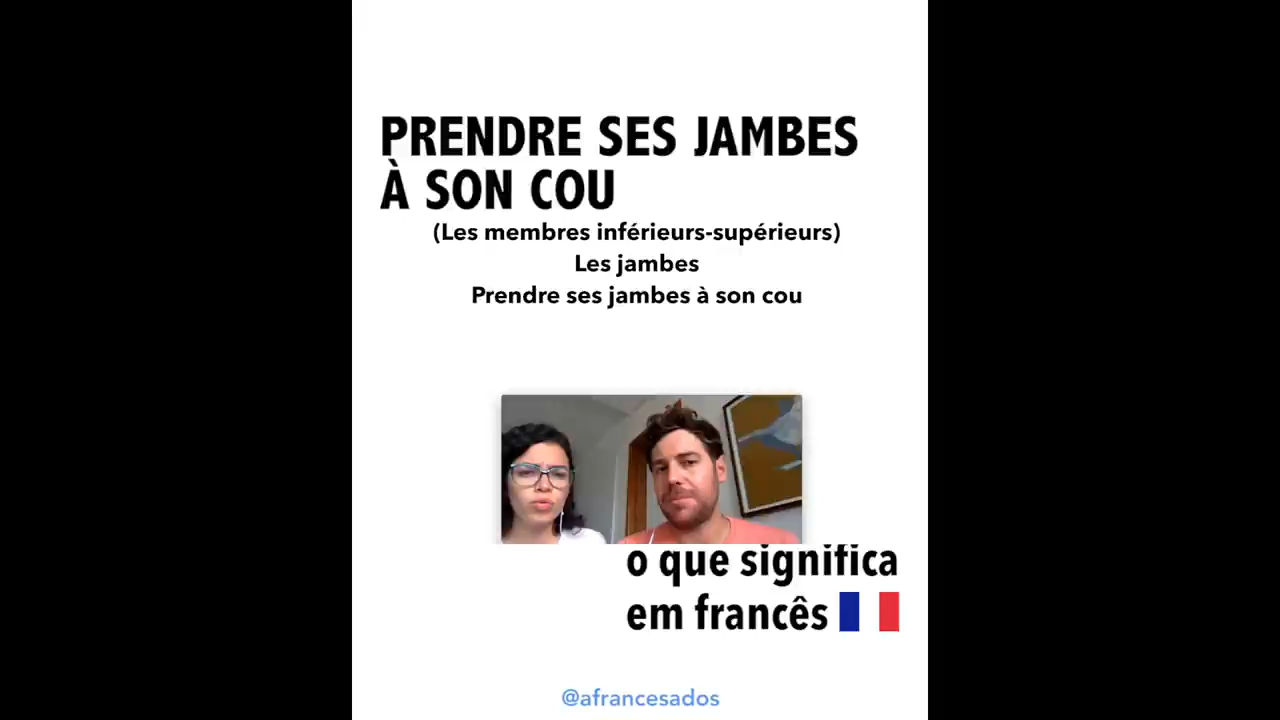 PRENDRE SES JAMBES
À SON COU
(Les membres inférieurs-supérieurs)
Les jambes
Prendre ses jambes à son cou
o que significa
em francês
@afrancesados